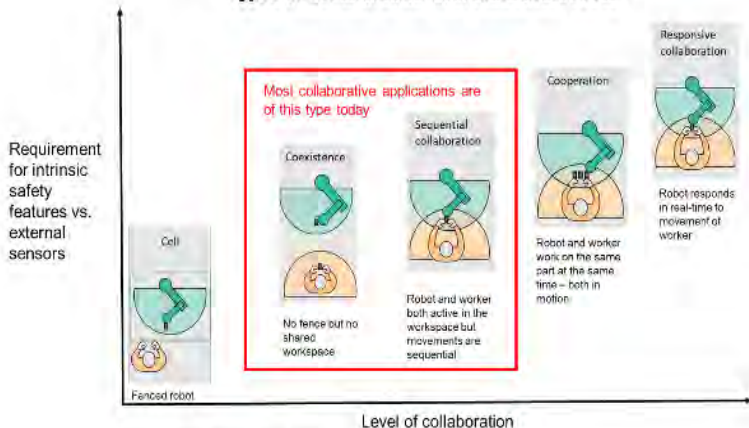 Responsive
collaboration
Cooperation
Most collaborative applications are
of this type today
Sequential
collaboration
Coexistence
Requirement
for intrinsic
safety
features vs.
external
sensors
Cell
Robot responds
in real-time to
movement of
worker
Robot and worker
work on the same
part at the same
time – both in
motion
No fence but no
shared
workspace
Robot and worker
both active in the
workspace but
movements are
sequential
Fenced robot
Level of collaboration